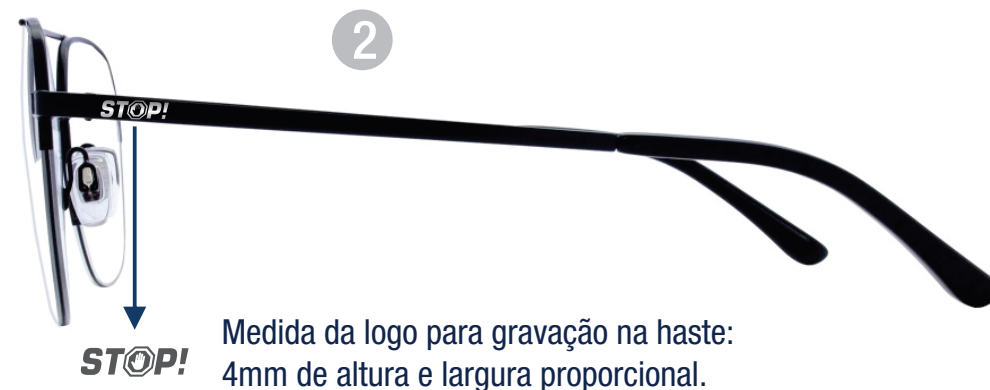 2
STOP!
STOP!
Medida da logo para gravação na haste:
4mm de altura e largura proporcional.